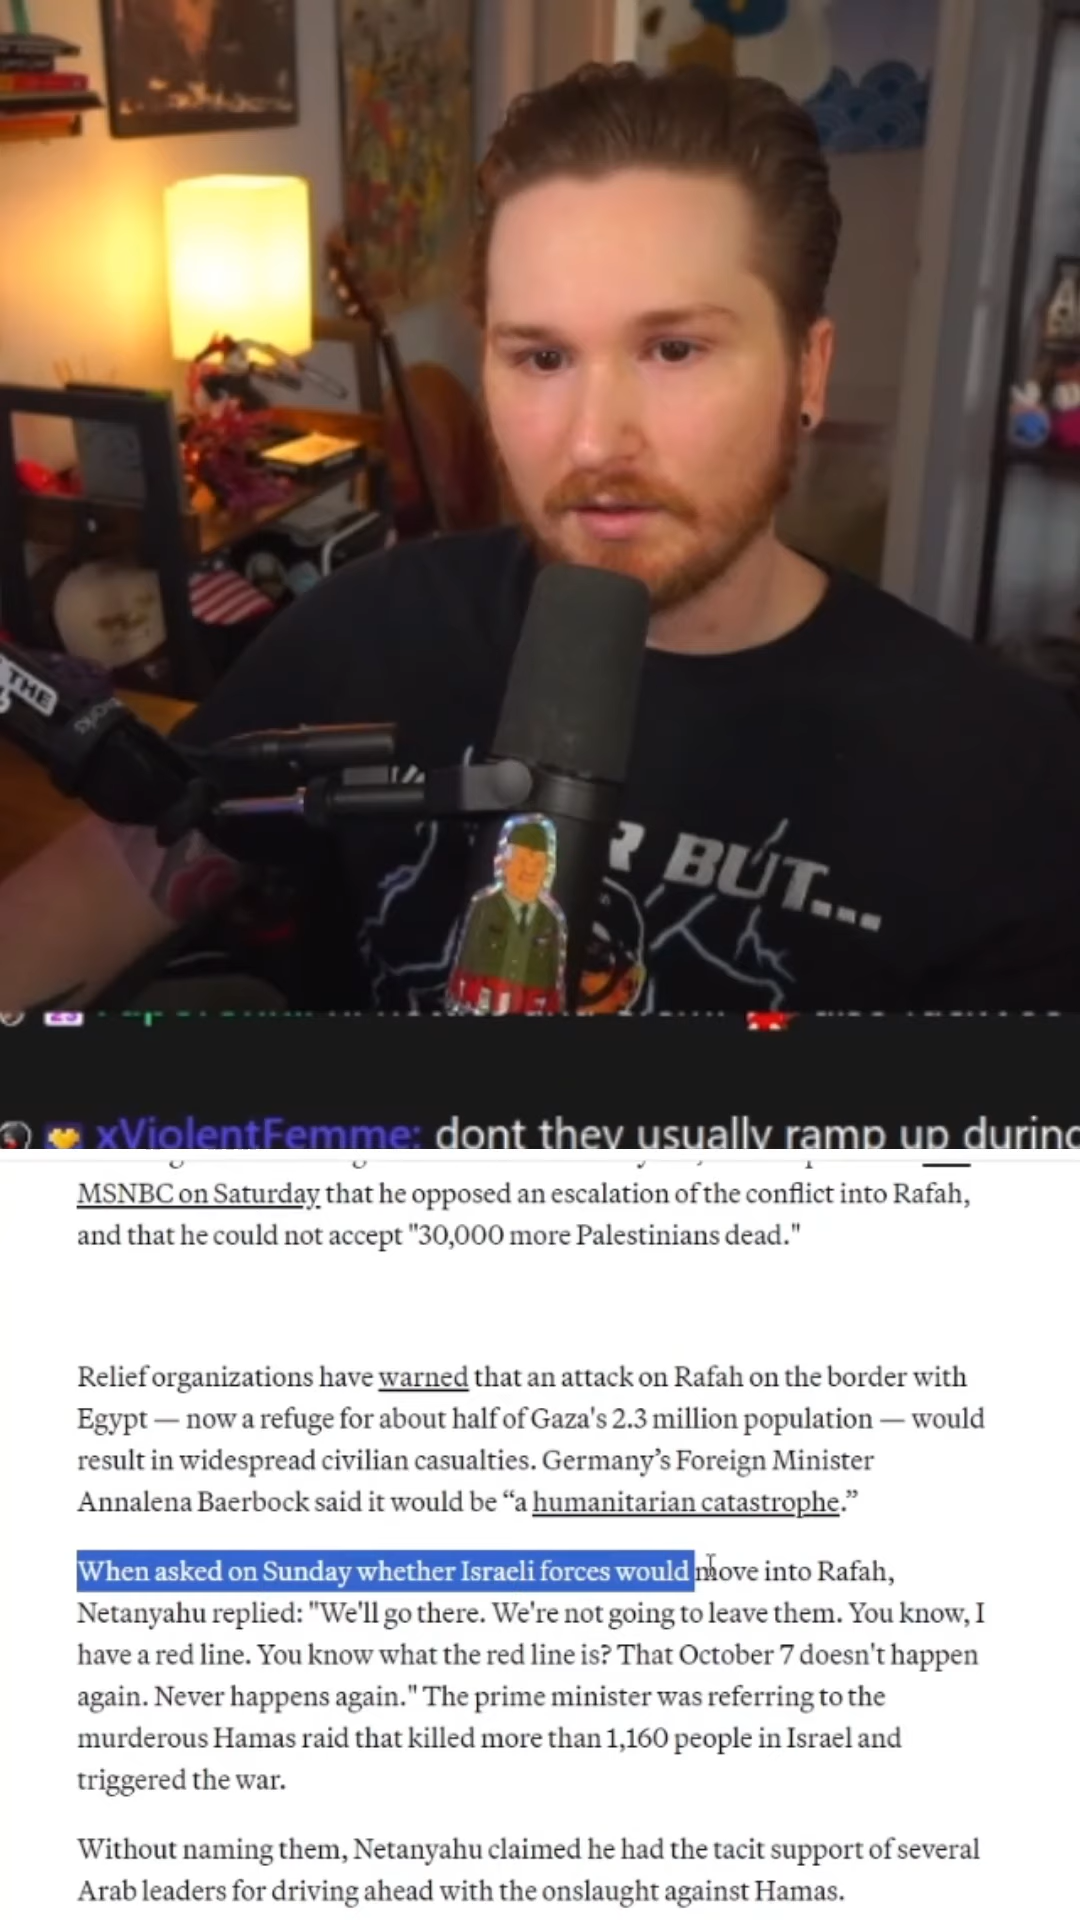 THE
BUT...
xViolentFemme: dont they usually ramp up during
MSNBC on Saturday that he opposed an escalation of the conflict into Rafah,
and that he could not accept "30,000 more Palestinians dead."
Relief organizations have warned that an attack on Rafah on the border with
Egypt — now a refuge for about half of Gaza's 2.3 million population — would
result in widespread civilian casualties. Germany’s Foreign Minister
Annalena Baerbock said it would be “a humanitarian catastrophe.”
When asked on Sunday whether Israeli forces would move into Rafah,
Netanyahu replied: "We'll go there. We're not going to leave them. You know, I
have a red line. You know what the red line is? That October 7 doesn't happen
again. Never happens again." The prime minister was referring to the
murderous Hamas raid that killed more than 1,160 people in Israel and
triggered the war.
Without naming them, Netanyahu claimed he had the tacit support of several
Arab leaders for driving ahead with the onslaught against Hamas.